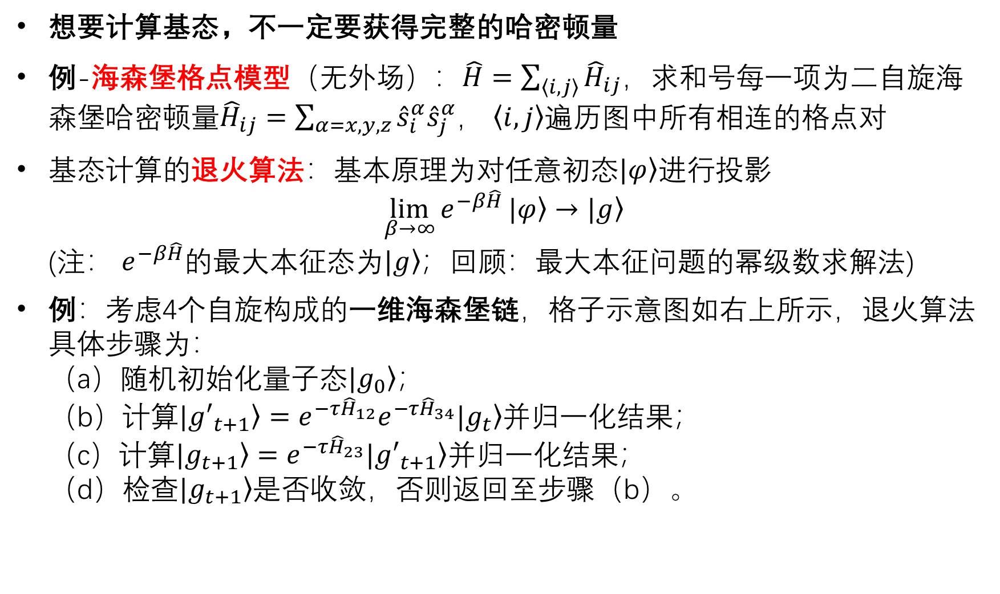 • 想要计算基态，不一定要获得完整的哈密顿量
• 例-海森堡格点模型（无外场）：$\hat{H} = \sum_{\langle i,j\rangle} \hat{H}_{ij}$，求和号每一项为二自旋海
森堡哈密顿量$\hat{H}_{ij} = \sum_{\alpha=x,y,z} \hat{s}_i^{\alpha} \hat{s}_j^{\alpha}$，$\langle i,j\rangle$遍历图中所有相连的格点对
• 基态计算的退火算法：基本原理为对任意初态$|\varphi\rangle$进行投影
$\lim_{\beta\to\infty} e^{-\beta\hat{H}} |\varphi\rangle \to |g\rangle$
(注： $e^{-\beta\hat{H}}$的最大本征态为$|g\rangle$；回顾：最大本征问题的幂级数求解法)
• 例：考虑4个自旋构成的一维海森堡链，格子示意图如右上所示，退火算法
具体步骤为：
（a）随机初始化量子态$|g_0\rangle$；
（b）计算$|g'_{t+1}\rangle = e^{-\tau\hat{H}_{12}} e^{-\tau\hat{H}_{34}} |g_t\rangle$并归一化结果；
（c）计算$|g_{t+1}\rangle = e^{-\tau\hat{H}_{23}} |g'_{t+1}\rangle$并归一化结果；
（d）检查$|g_{t+1}\rangle$是否收敛，否则返回至步骤（b）。